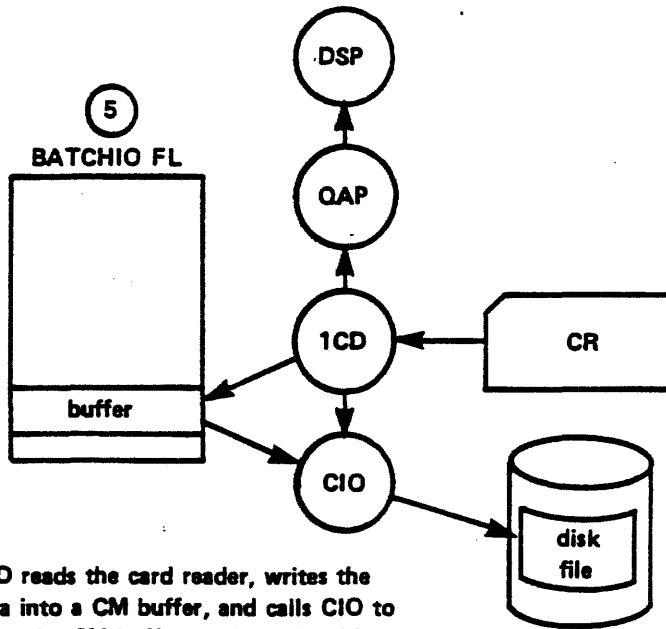 DSP
5
BATCHIO FL
QAP
1CD
CR
buffer
CIO
disk
file
reads the card reader, writes the
into a CM buffer, and calls CIO to